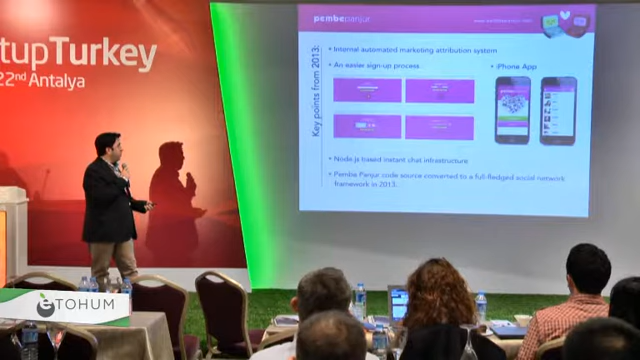 tupTurkey
22nd Antalya
pembepanjur
Key points from 2013:
• Internal automated marketing attribution system
• An easier sign-up process
• iPhone App
• Node.js based instant chat infrastructure
• Pembe Panjur code source converted to a full-fledged social network
framework in 2013.
eTOHUM